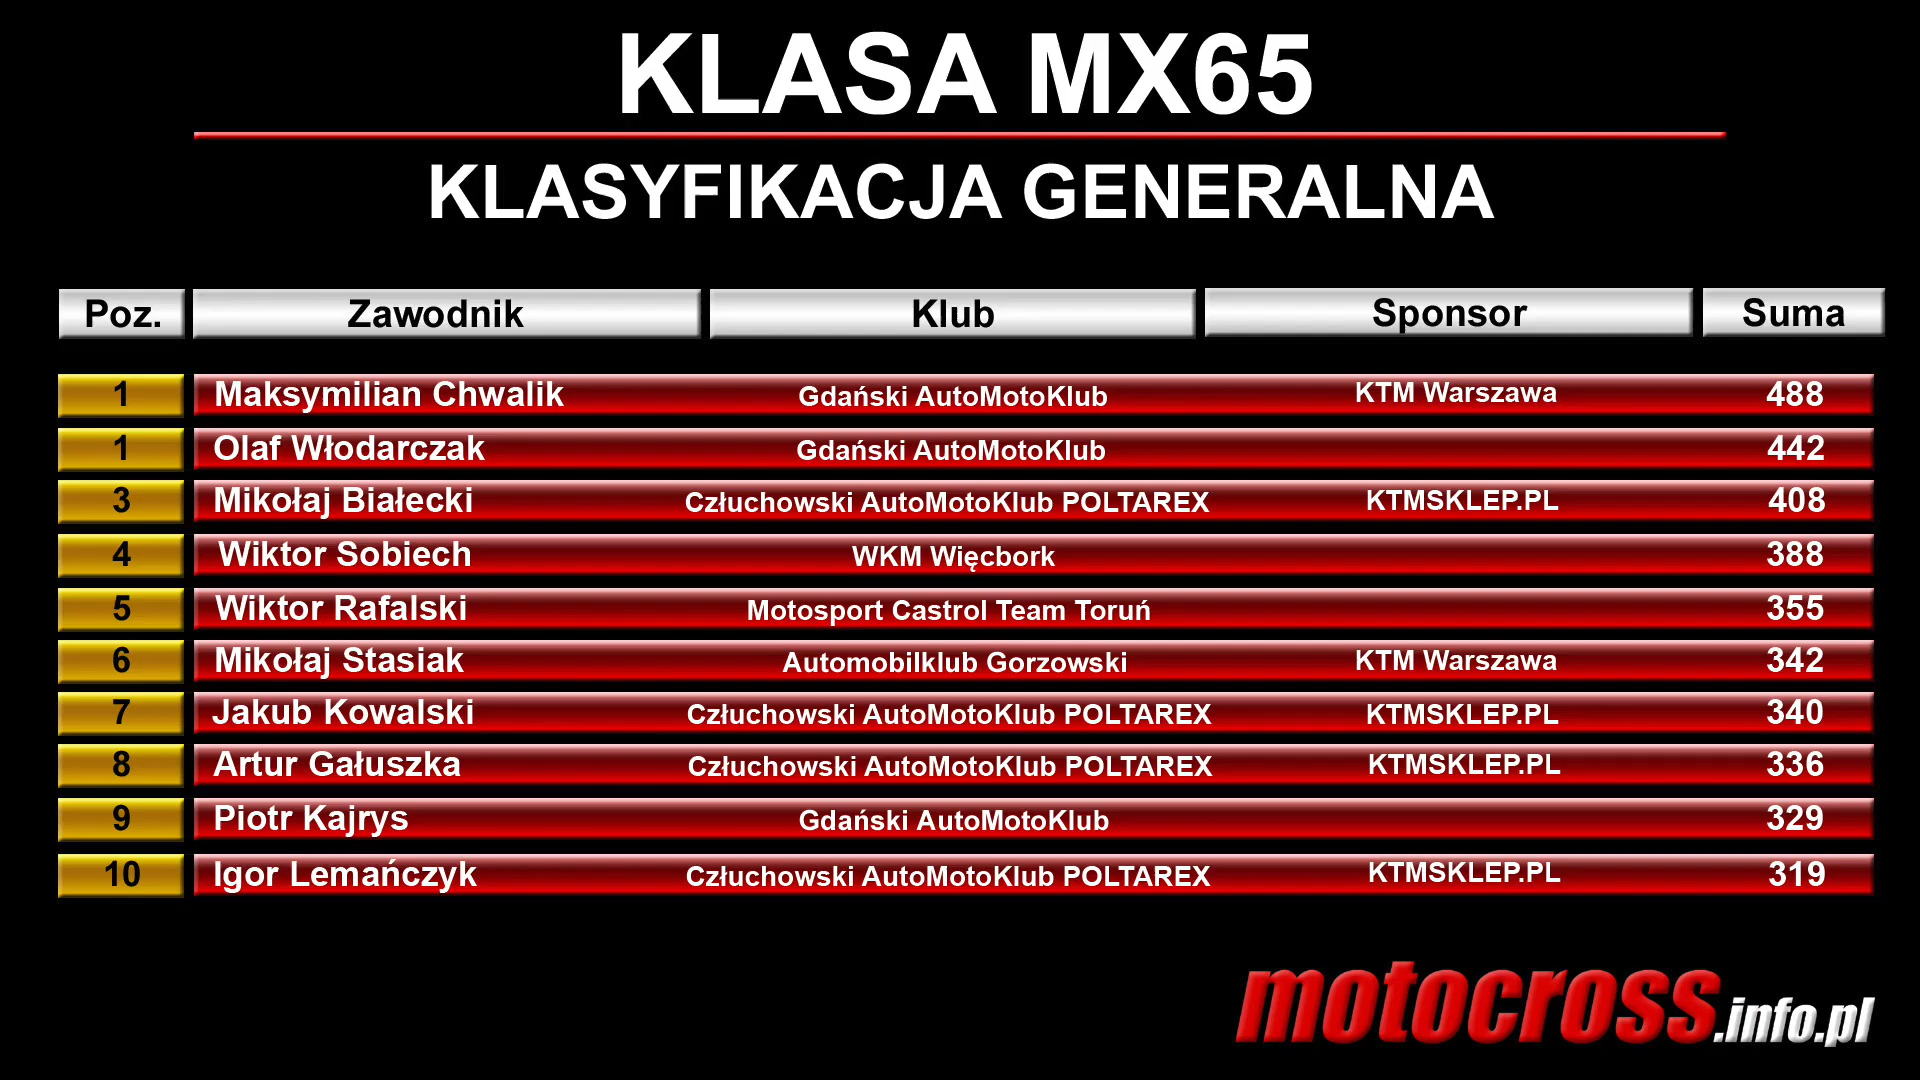 KLASA MX65
KLASYFIKACJA GENERALNA
Poz. Zawodnik Klub Sponsor Suma
1 Maksymilian Chwalik Gdański AutoMotoKlub KTM Warszawa 488
1 Olaf Włodarczak Gdański AutoMotoKlub 442
3 Mikołaj Białecki Człuchowski AutoMotoKlub POLTAREX KTMSKLEP.PL 408
4 Wiktor Sobiech WKM Więcbork 388
5 Wiktor Rafalski Motosport Castrol Team Toruń 355
6 Mikołaj Stasiak Automobilklub Gorzowski KTM Warszawa 342
7 Jakub Kowalski Człuchowski AutoMotoKlub POLTAREX KTMSKLEP.PL 340
8 Artur Gałuszka Człuchowski AutoMotoKlub POLTAREX KTMSKLEP.PL 336
9 Piotr Kajrys Gdański AutoMotoKlub 329
10 Igor Lemańczyk Człuchowski AutoMotoKlub POLTAREX KTMSKLEP.PL 319
motocross.info.pl